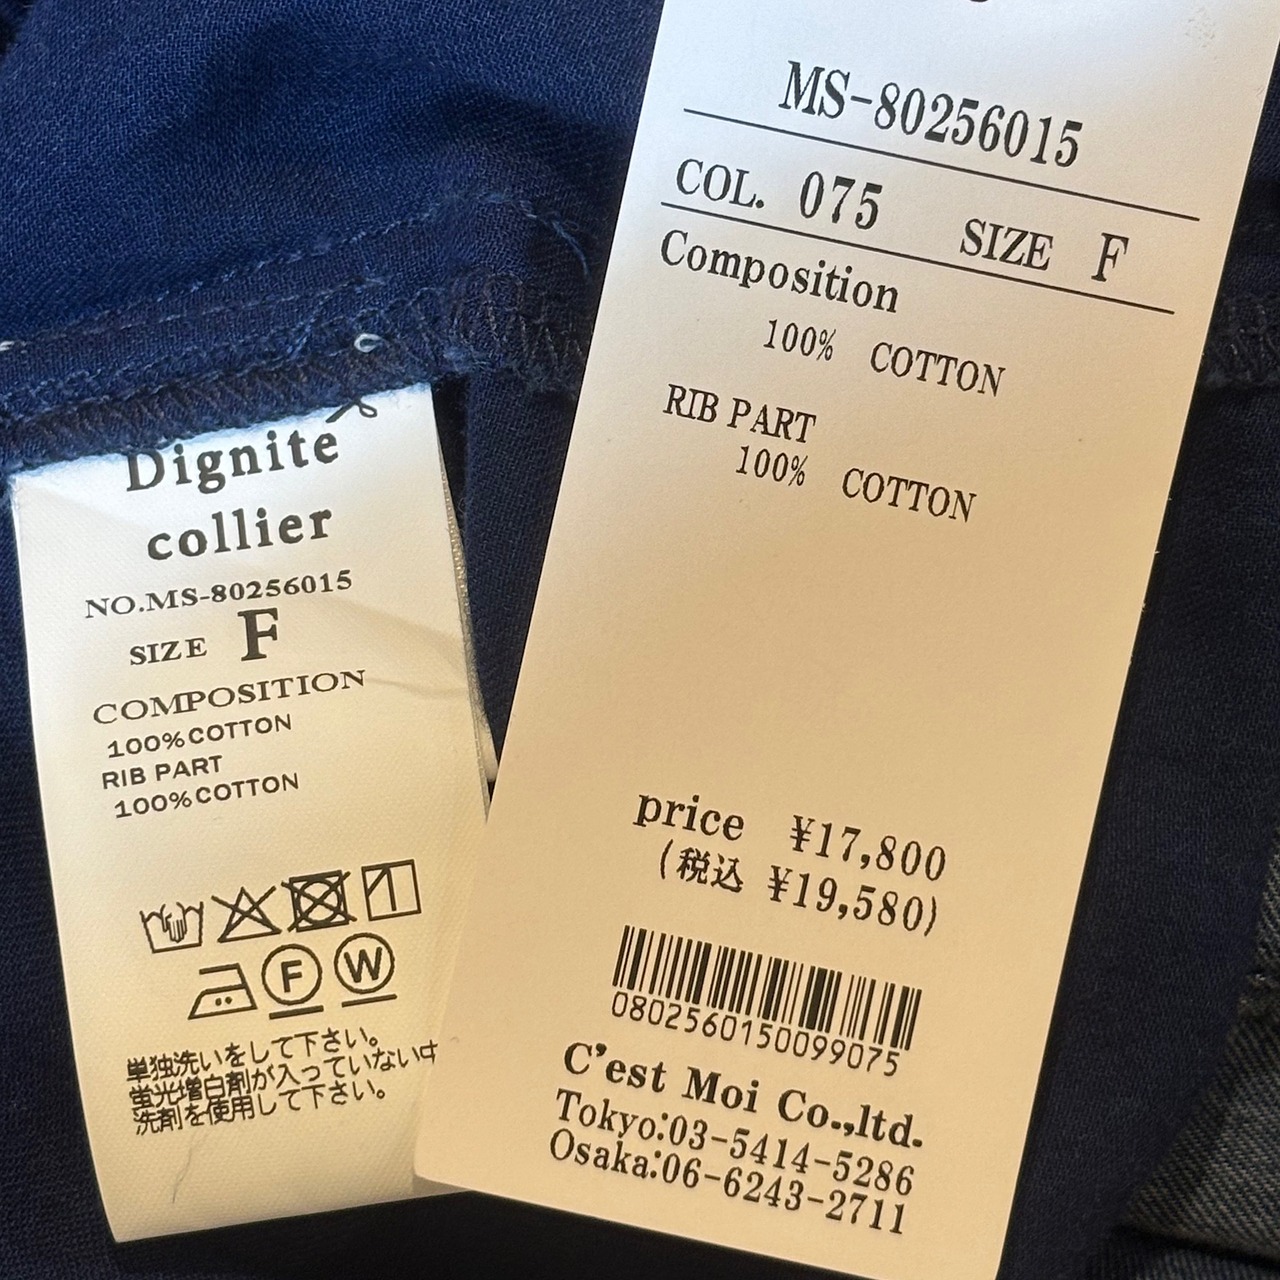 Dignité
collier
NO.MS-80256015
SIZE F
COMPOSITION
100%COTTON
RIB PART
100%COTTON
F W
単独洗いをして下さい。
蛍光増白剤が入っていない中
洗剤を使用して下さい。
MS-80256015
COL. 075 SIZE F
Composition
100% COTTON
RIB PART
100% COTTON
price ¥17,800
(税込 ¥19,580)
0802560150099075
C'est Moi Co.,ltd.
Tokyo:03-5414-5286
Osaka:06-6243-2711